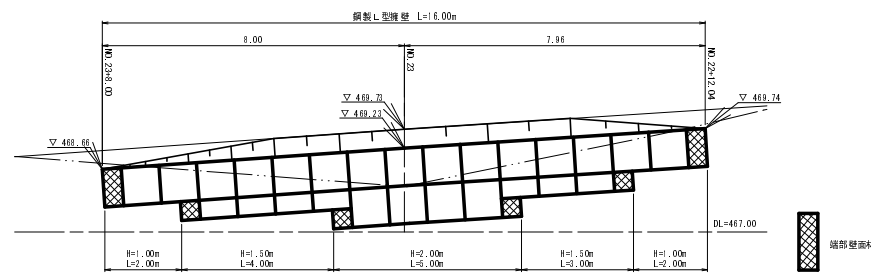 鋼製L型擁壁 L=16.00m
8.00
7.96
NO.23+8.00
NO.23
NO.22+12.04
▽ 469.73
▽ 469.23
▽ 469.74
▽ 468.66
DL=467.00
端部壁面材
H=1.00m
L=2.00m
H=1.50m
L=4.00m
H=2.00m
L=5.00m
H=1.50m
L=3.00m
H=1.00m
L=2.00m